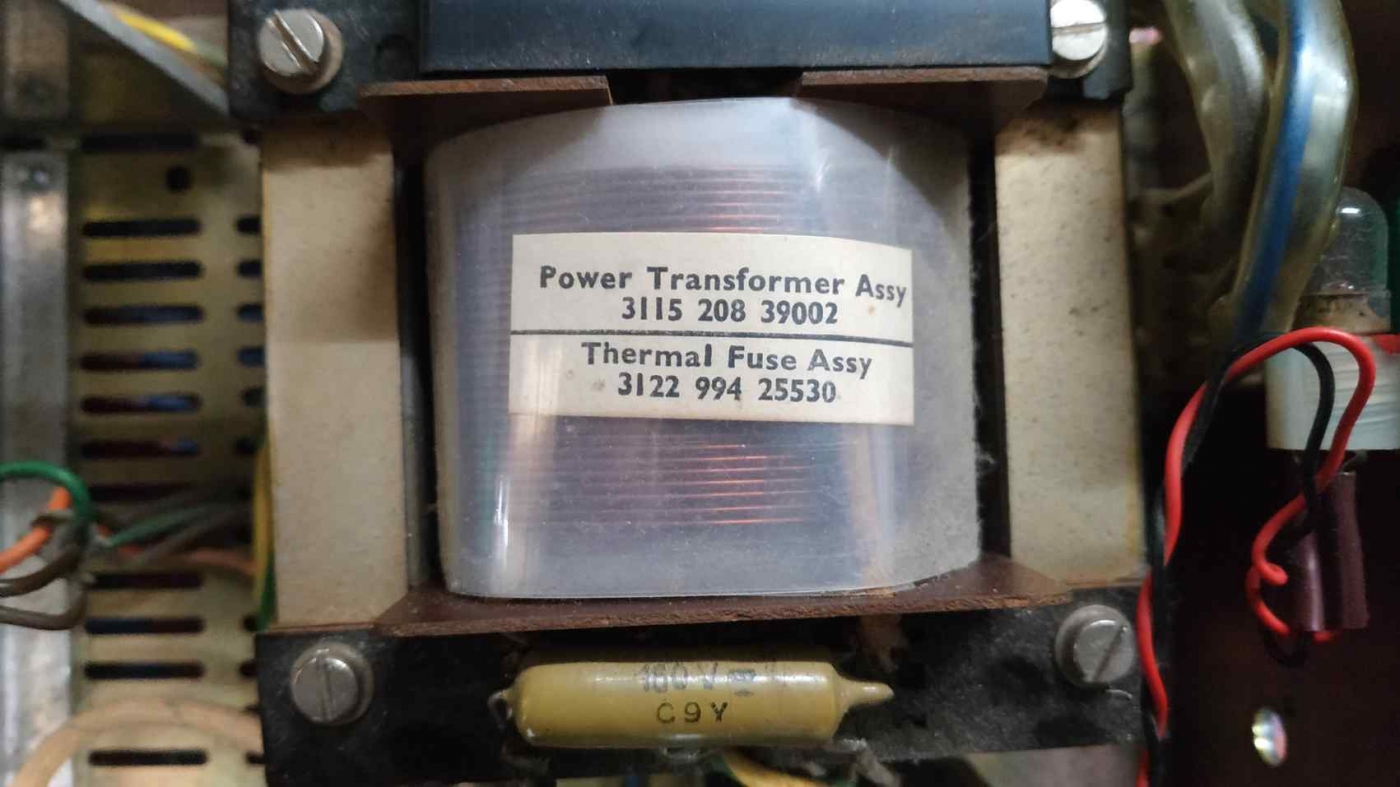 Power Transformer Assy
3115 208 39002
Thermal Fuse Assy
3122 994 25530
C9Y